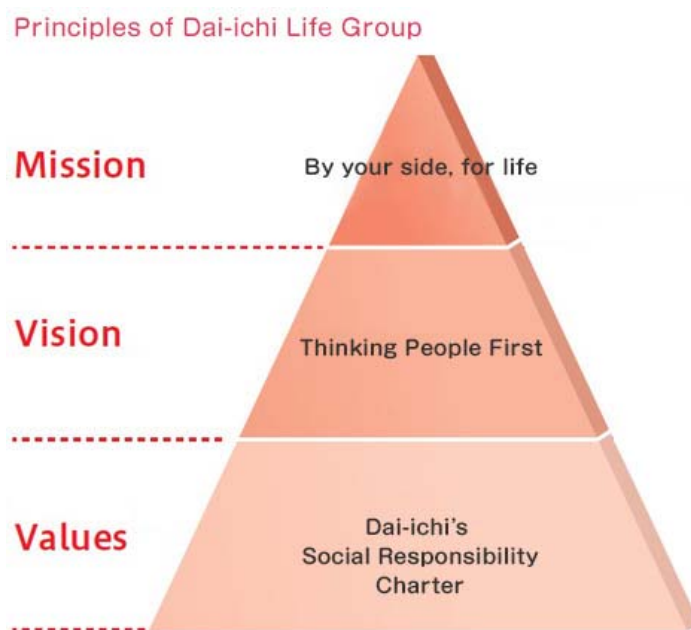 Principles of Dai-ichi Life Group
Mission
By your side, for life
Vision
Thinking People First
Values
Dai-ichi's
Social Responsibility
Charter